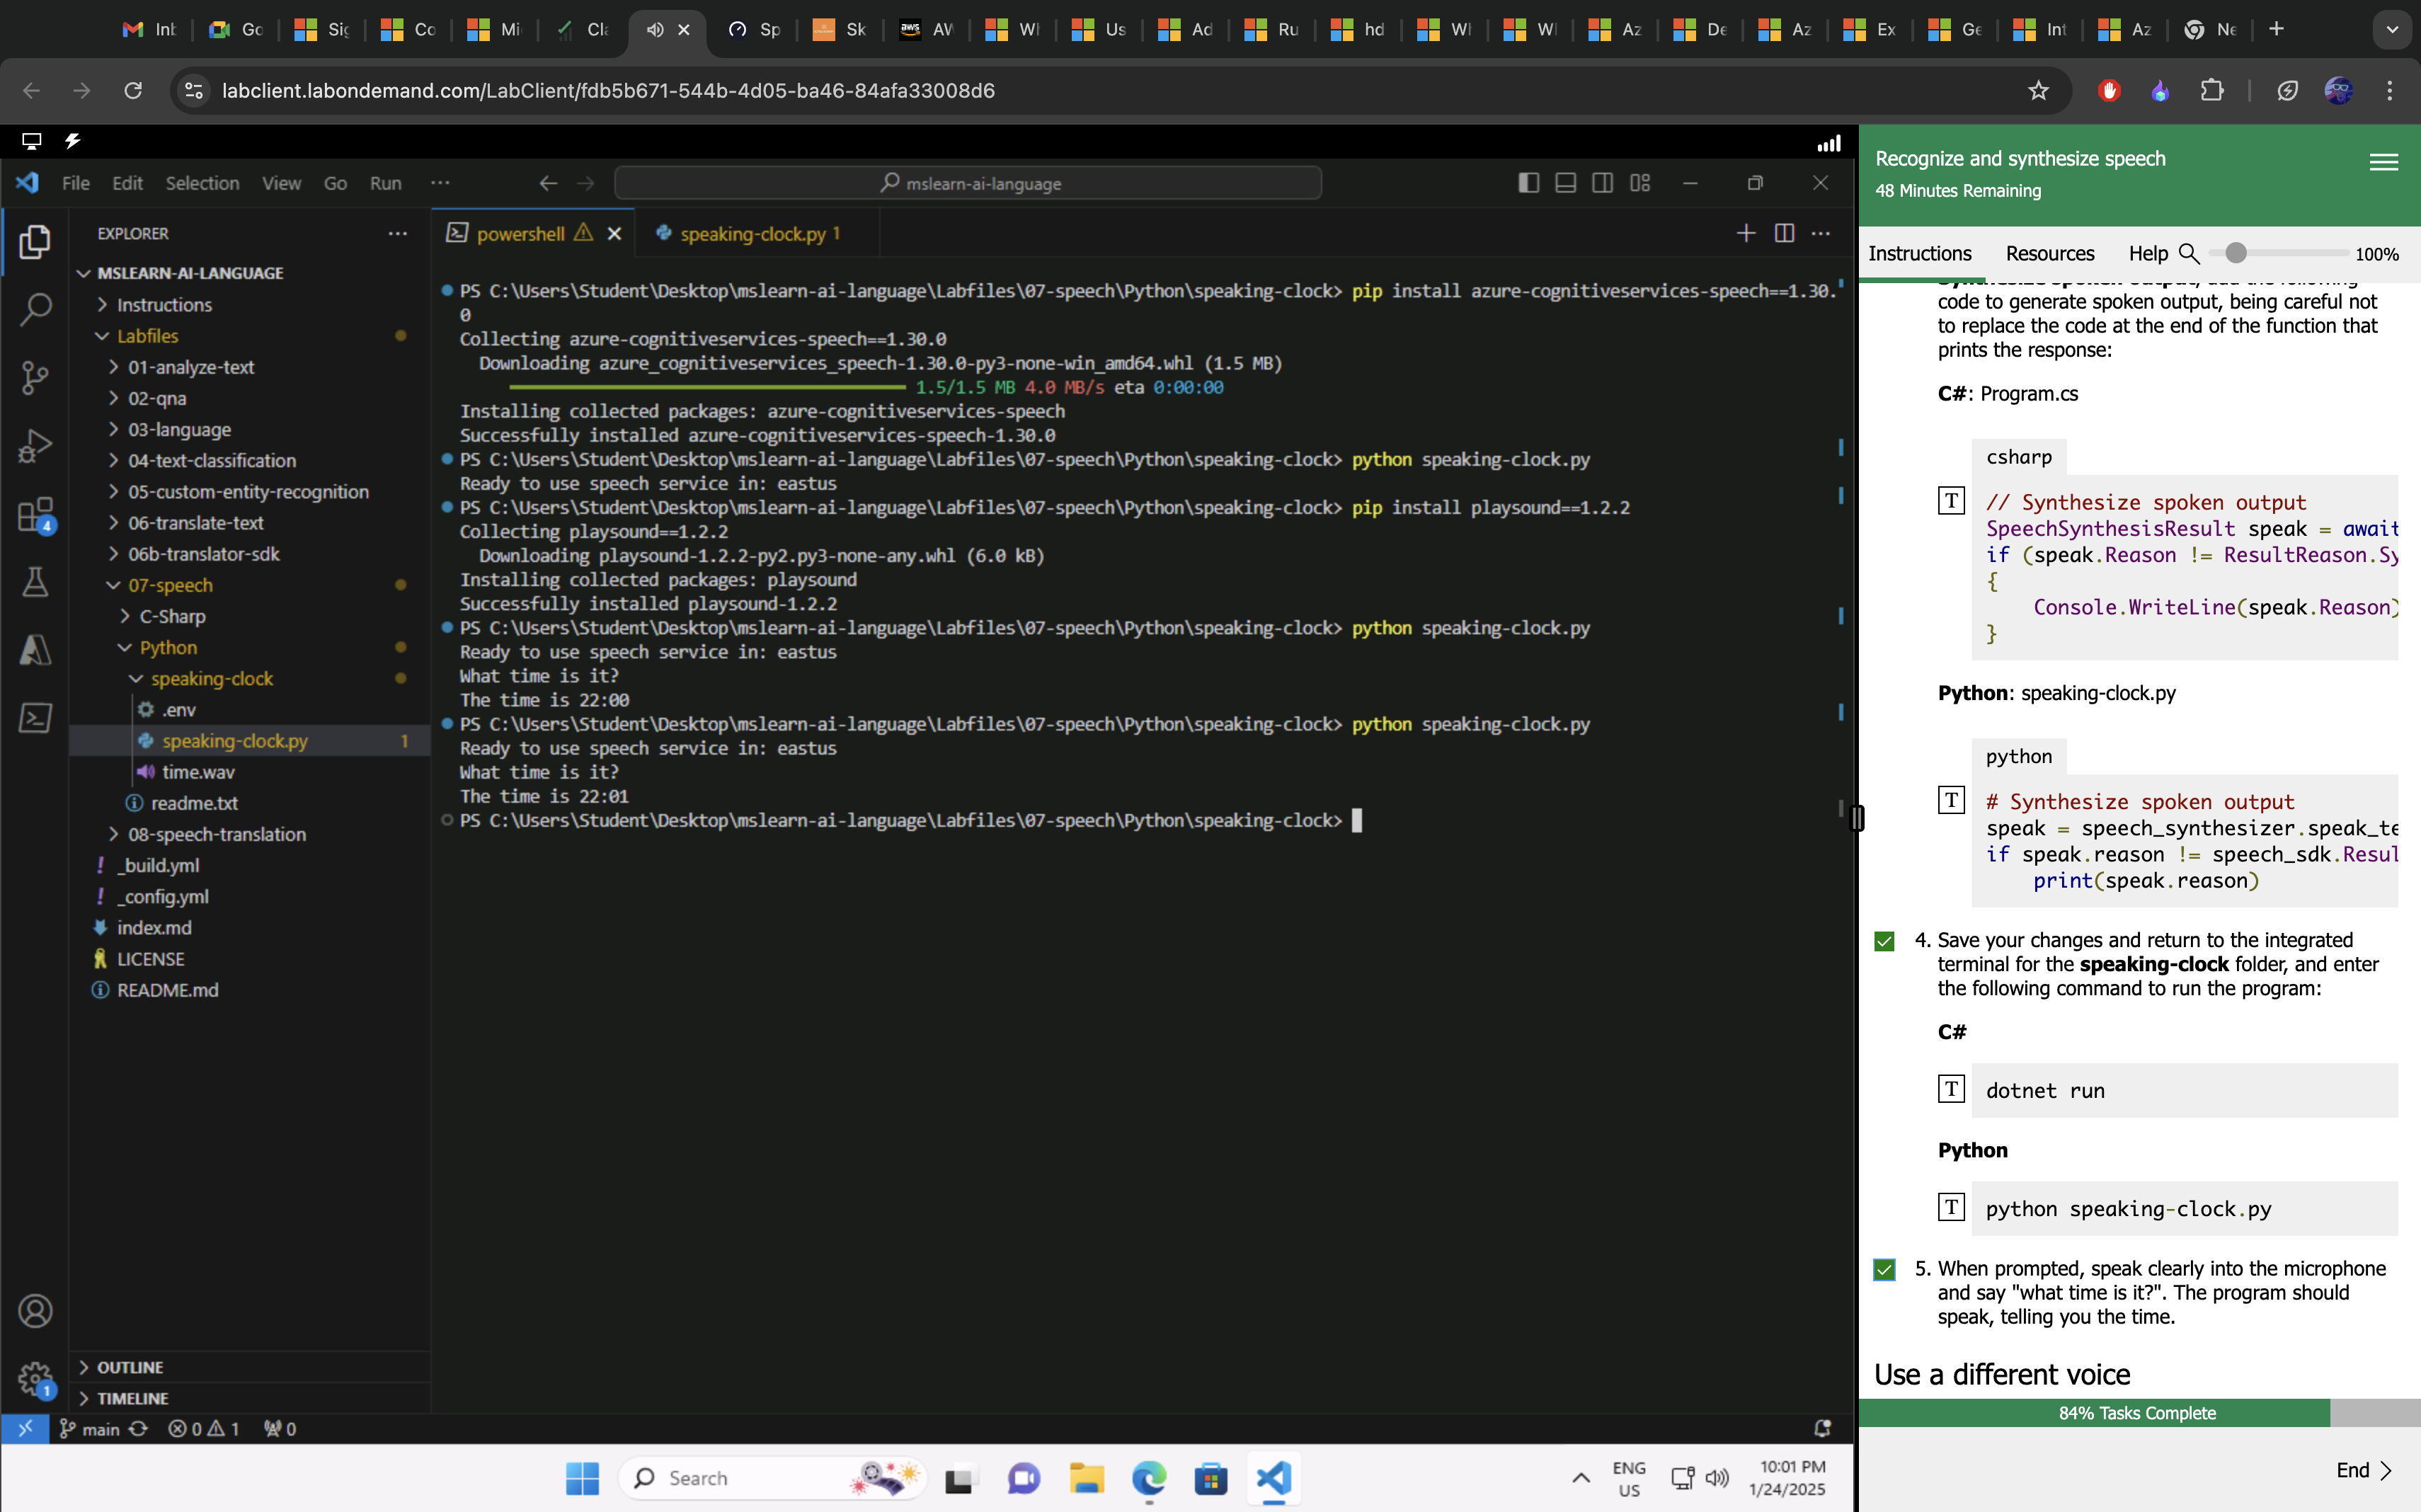 Inb
Go
Sig
Co
Mi
Cla
Sp
Sk
AW
Wh
Us
Ad
Ru
hd
Wh
Wh
Az
De
Az
Ex
Ge
Int
Az
Ne
labclient.labondemand.com/LabClient/fdb5b671-544b-4d05-ba46-84afa33008d6
File Edit Selection View Go Run ···
mslearn-ai-language
EXPLORER
MSLEARN-AI-LANGUAGE
Instructions
Labfiles
01-analyze-text
02-qna
03-language
04-text-classification
05-custom-entity-recognition
06-translate-text
06b-translator-sdk
07-speech
C-Sharp
Python
speaking-clock
.env
speaking-clock.py 1
time.wav
readme.txt
08-speech-translation
_build.yml
_config.yml
index.md
LICENSE
README.md
OUTLINE
TIMELINE
4
1
powershell
speaking-clock.py 1
PS C:\Users\Student\Desktop\mslearn-ai-language\Labfiles\07-speech\Python\speaking-clock> pip install azure-cognitiveservices-speech==1.30.
0
Collecting azure-cognitiveservices-speech==1.30.0
Downloading azure_cognitiveservices_speech-1.30.0-py3-none-win_amd64.whl (1.5 MB)
1.5/1.5 MB 4.0 MB/s eta 0:00:00
Installing collected packages: azure-cognitiveservices-speech
Successfully installed azure-cognitiveservices-speech-1.30.0
PS C:\Users\Student\Desktop\mslearn-ai-language\Labfiles\07-speech\Python\speaking-clock> python speaking-clock.py
Ready to use speech service in: eastus
PS C:\Users\Student\Desktop\mslearn-ai-language\Labfiles\07-speech\Python\speaking-clock> pip install playsound==1.2.2
Collecting playsound==1.2.2
Downloading playsound-1.2.2-py2.py3-none-any.whl (6.0 kB)
Installing collected packages: playsound
Successfully installed playsound-1.2.2
PS C:\Users\Student\Desktop\mslearn-ai-language\Labfiles\07-speech\Python\speaking-clock> python speaking-clock.py
Ready to use speech service in: eastus
What time is it?
The time is 22:00
PS C:\Users\Student\Desktop\mslearn-ai-language\Labfiles\07-speech\Python\speaking-clock> python speaking-clock.py
Ready to use speech service in: eastus
What time is it?
The time is 22:01
PS C:\Users\Student\Desktop\mslearn-ai-language\Labfiles\07-speech\Python\speaking-clock>
main 0 1 0
Search
ENG
US
10:01 PM
1/24/2025
Recognize and synthesize speech
48 Minutes Remaining
Instructions Resources Help 100%
Synthesize spoken output, add the following
code to generate spoken output, being careful not
to replace the code at the end of the function that
prints the response:
C#: Program.cs
csharp
T
// Synthesize spoken output
SpeechSynthesisResult speak = await
if (speak.Reason != ResultReason.Sy
{
Console.WriteLine(speak.Reason)
}
Python: speaking-clock.py
python
T
# Synthesize spoken output
speak = speech_synthesizer.speak_te
if speak.reason != speech_sdk.Resul
print(speak.reason)
4. Save your changes and return to the integrated
terminal for the speaking-clock folder, and enter
the following command to run the program:
C#
T dotnet run
Python
T python speaking-clock.py
5. When prompted, speak clearly into the microphone
and say "what time is it?". The program should
speak, telling you the time.
Use a different voice
84% Tasks Complete
End